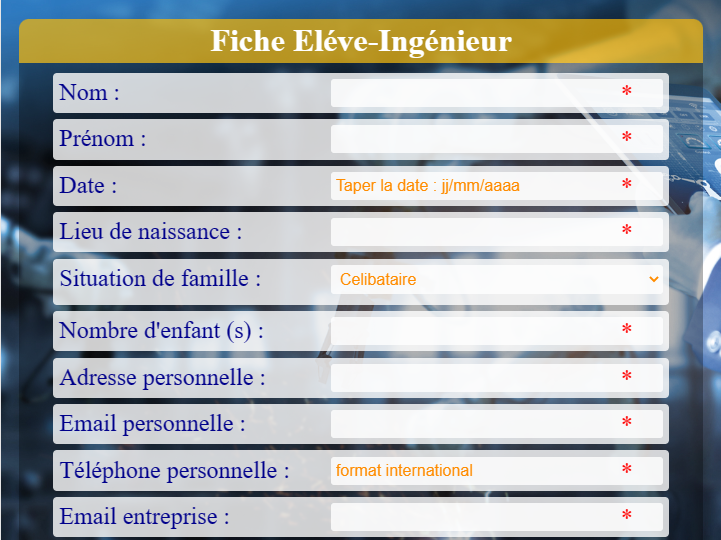 Fiche Eléve-Ingénieur
Nom : *
Prénom : *
Date : Taper la date : jj/mm/aaaa *
Lieu de naissance : *
Situation de famille : Celibataire
Nombre d'enfant (s) : *
Adresse personnelle : *
Email personnelle : *
Téléphone personnelle : format international *
Email entreprise : *